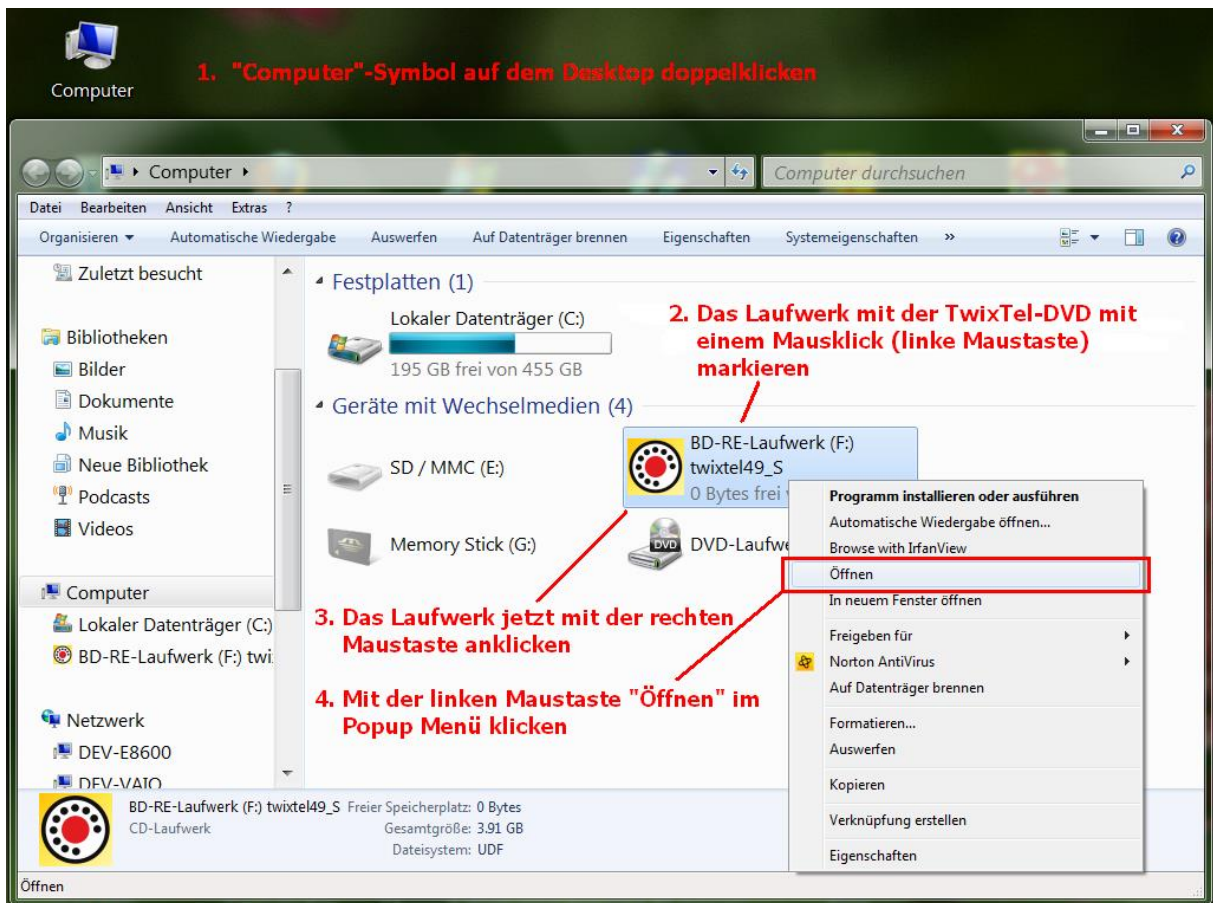 Computer
1. "Computer"-Symbol auf dem Desktop doppelklicken
Computer
Computer durchsuchen
Datei Bearbeiten Ansicht Extras ?
Organisieren Automatische Wiedergabe Auswerfen Auf Datenträger brennen Eigenschaften Systemeigenschaften »
Zuletzt besucht
Bibliotheken
Bilder
Dokumente
Musik
Neue Bibliothek
Podcasts
Videos
Computer
Lokaler Datenträger (C:)
BD-RE-Laufwerk (F:) twi
Netzwerk
DEV-E8600
DEV-VAIO
Festplatten (1)
Lokaler Datenträger (C:)
195 GB frei von 455 GB
2. Das Laufwerk mit der TwixTel-DVD mit
einem Mausklick (linke Maustaste)
markieren
Geräte mit Wechselmedien (4)
SD / MMC (E:)
BD-RE-Laufwerk (F:)
twixtel49_S
0 Bytes frei
Memory Stick (G:)
DVD
DVD-Laufwe
3. Das Laufwerk jetzt mit der rechten
Maustaste anklicken
4. Mit der linken Maustaste "Öffnen" im
Popup Menü klicken
Programm installieren oder ausführen
Automatische Wiedergabe öffnen...
Browse with IrfanView
Öffnen
In neuem Fenster öffnen
Freigeben für
Norton AntiVirus
Auf Datenträger brennen
Formatieren...
Auswerfen
Kopieren
Verknüpfung erstellen
Eigenschaften
BD-RE-Laufwerk (F:) twixtel49_S Freier Speicherplatz: 0 Bytes
CD-Laufwerk Gesamtgröße: 3.91 GB
Dateisystem: UDF
Öffnen